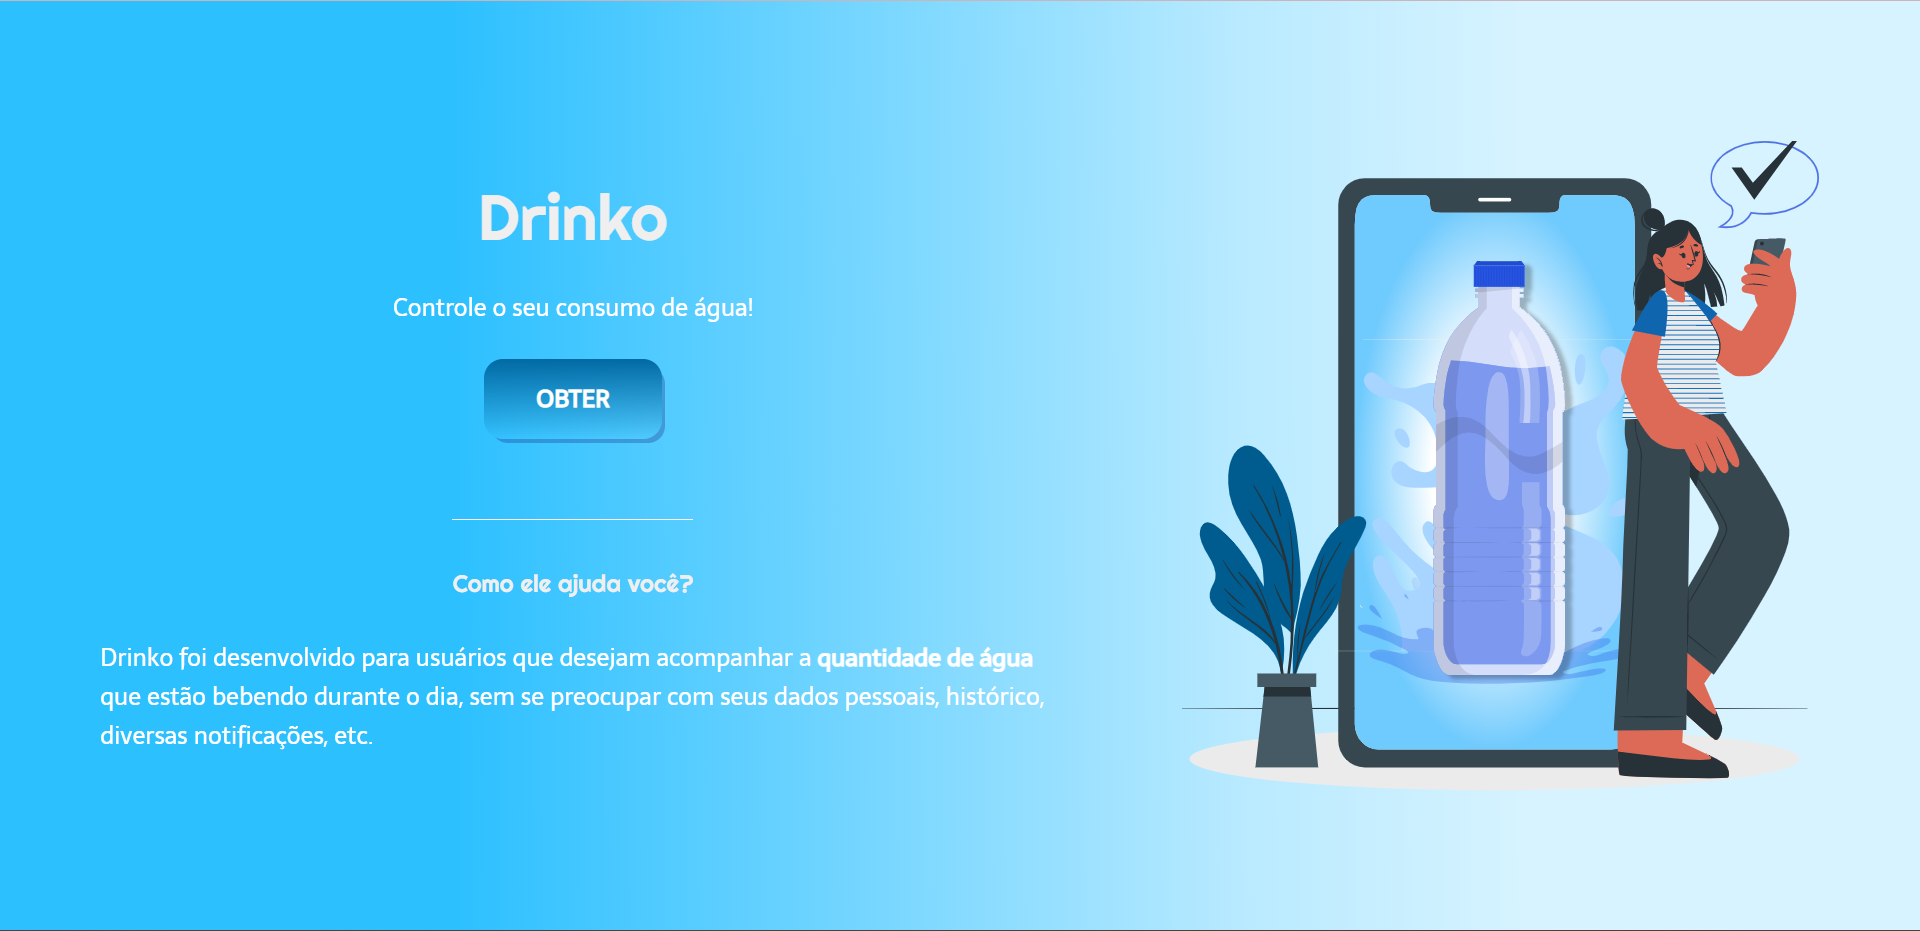 Drinko
Controle o seu consumo de água!
OBTER
Como ele ajuda você?
Drinko foi desenvolvido para usuários que desejam acompanhar a quantidade de água
que estão bebendo durante o dia, sem se preocupar com seus dados pessoais, histórico,
diversas notificações, etc.